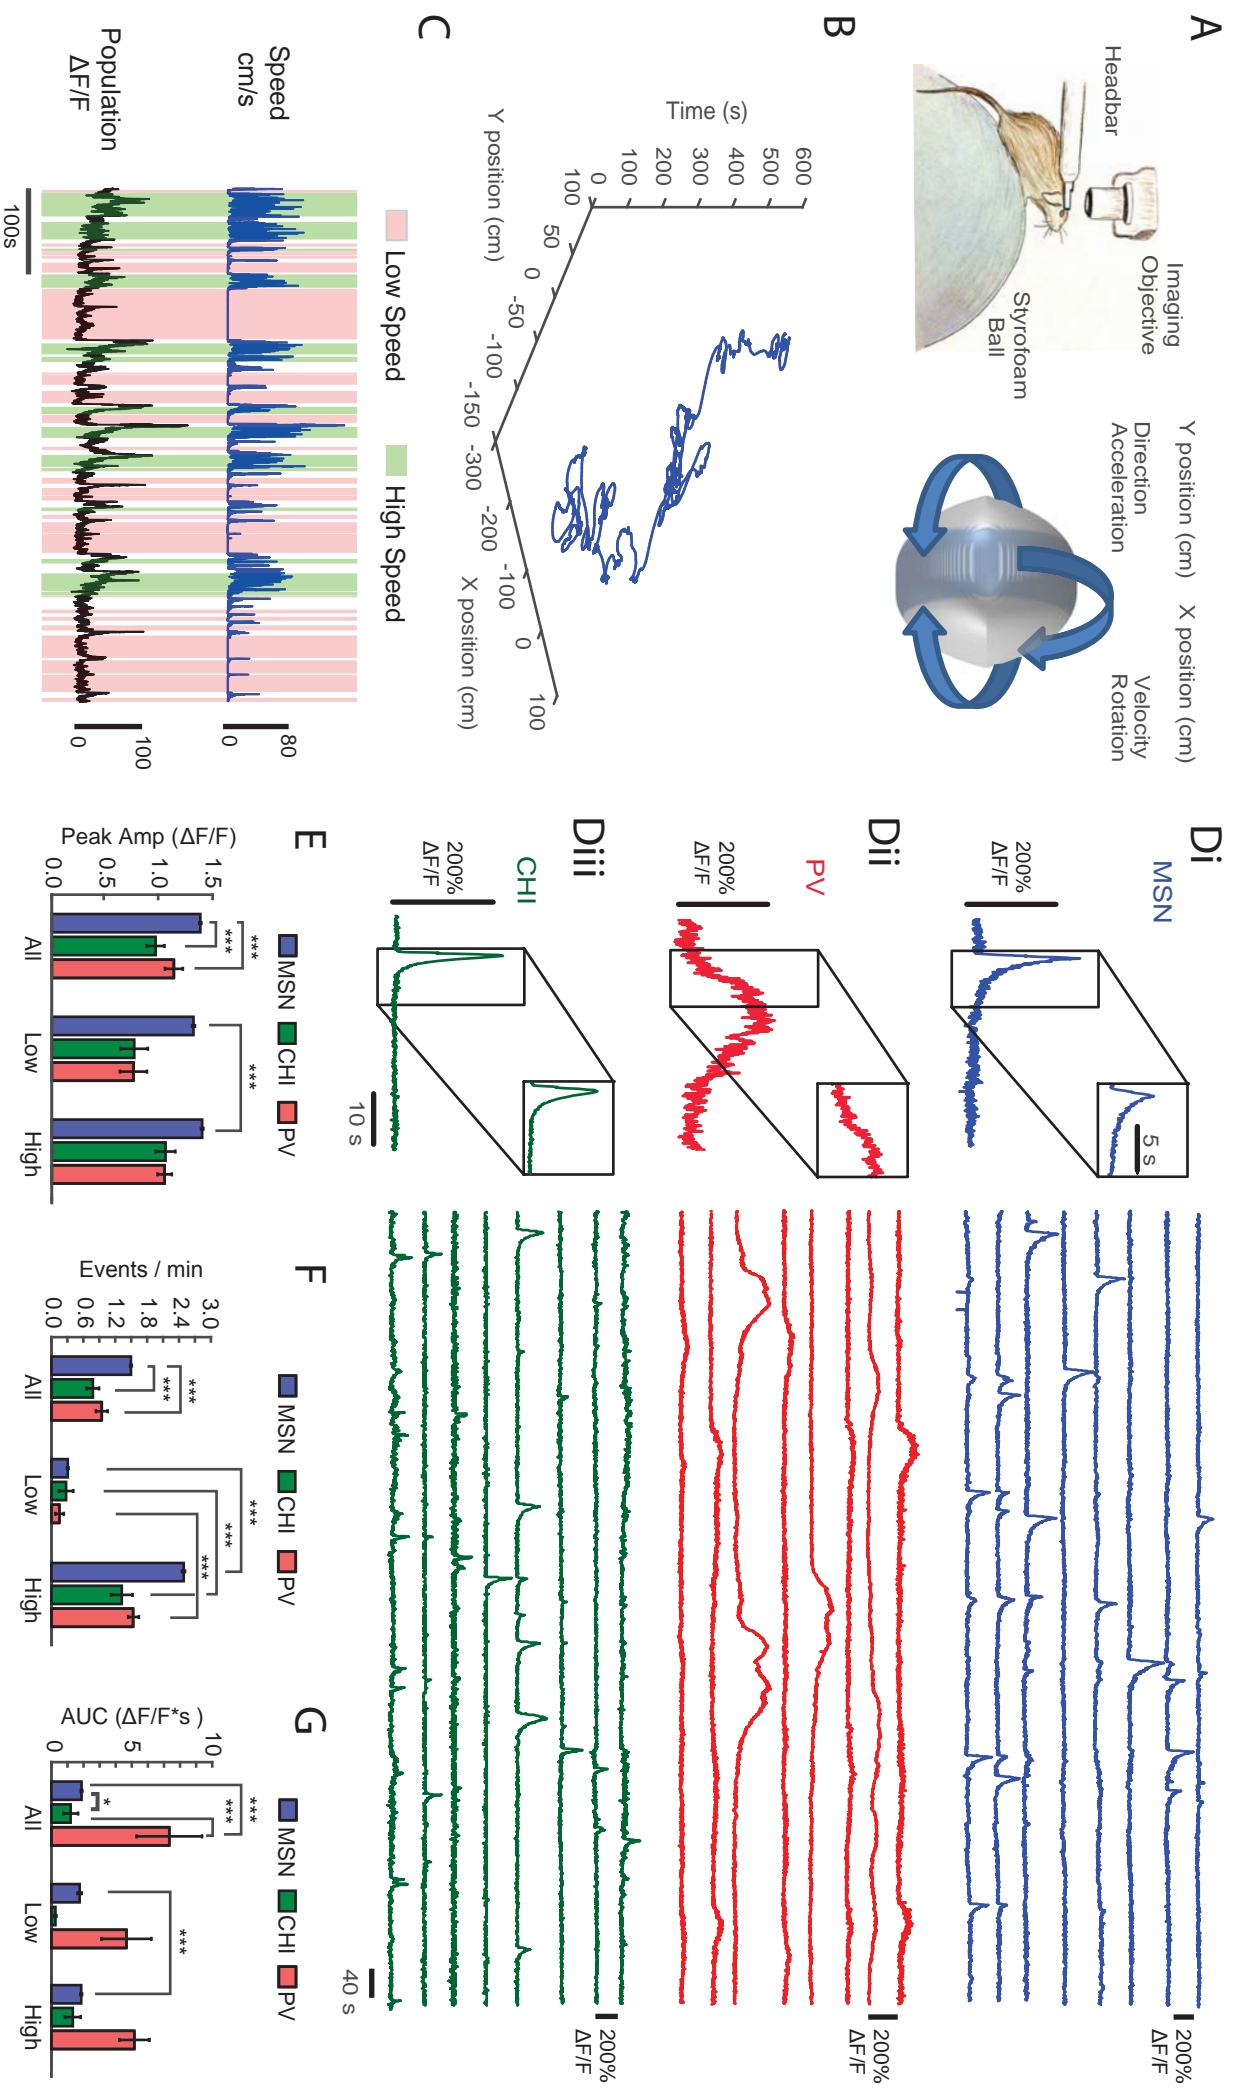 A
Headbar
Imaging
Objective
Styrofoam
Ball
Y position (cm)
X position (cm)
Direction
Acceleration
Velocity
Rotation
B
Time (s)
600
500
400
300
200
100
0
100
50
0
-50
-100
-150
Y position (cm)
-300
-200
-100
0
100
X position (cm)
C
Low Speed
High Speed
Speed
cm/s
80
0
Population
ΔF/F
100
0
100s
Di
MSN
200%
ΔF/F
5 s
200%
ΔF/F
Dii
PV
200%
ΔF/F
200%
ΔF/F
Diii
CHI
200%
ΔF/F
10 s
200%
ΔF/F
40 s
E
MSN CHI PV
Peak Amp (ΔF/F)
1.5
1.0
0.5
0.0
***
***
***
All Low High
F
MSN CHI PV
Events / min
3.0
2.4
1.8
1.2
0.6
0.0
***
***
***
***
***
All Low High
G
MSN CHI PV
AUC (ΔF/F*s )
10
5
0
***
***
*
***
All Low High